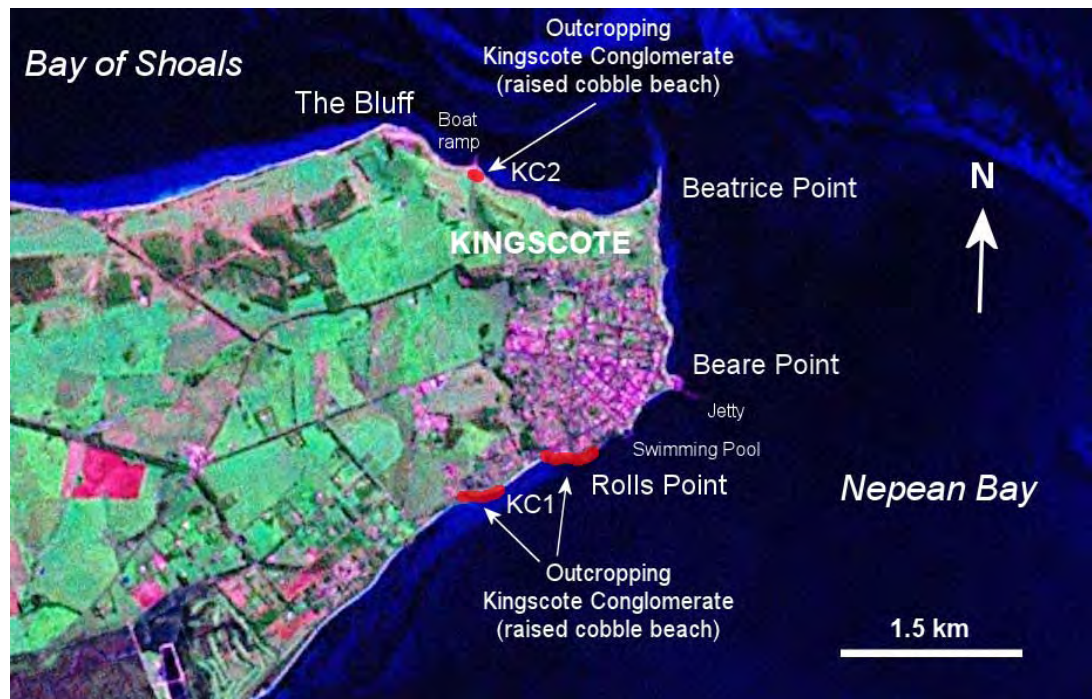 Bay of Shoals
Outcropping
Kingscote Conglomerate
(raised cobble beach)
The Bluff
Boat
ramp
KC2
Beatrice Point
N
KINGSCOTE
Beare Point
Jetty
Swimming Pool
Rolls Point
KC1
Nepean Bay
Outcropping
Kingscote Conglomerate
(raised cobble beach)
1.5 km